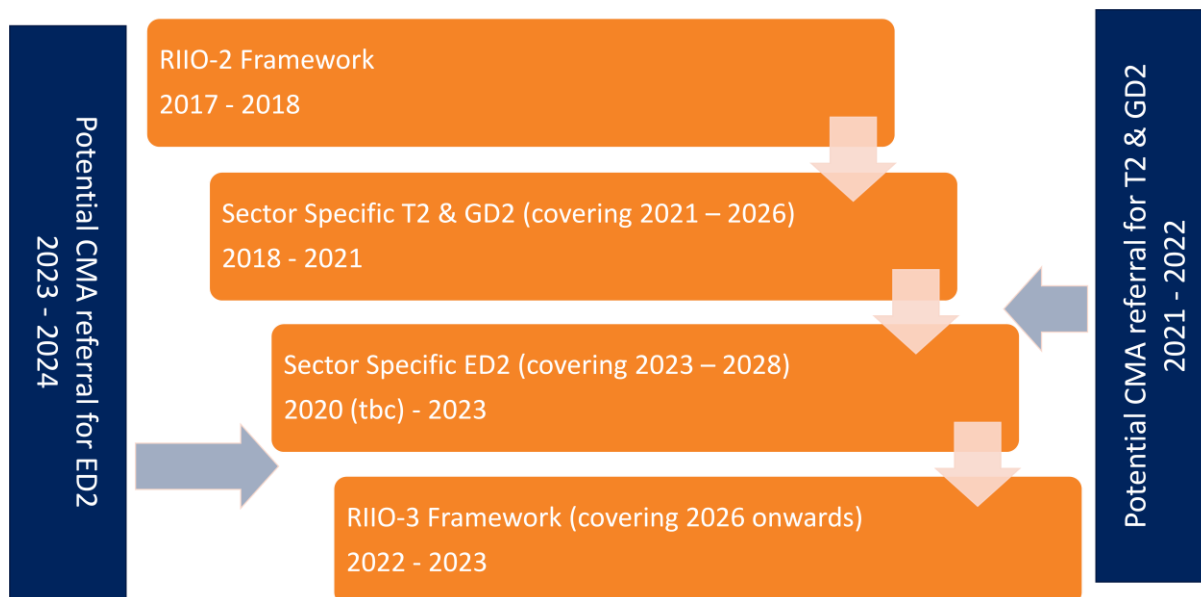 RIIO-2 Framework
2017 - 2018
Sector Specific T2 & GD2 (covering 2021 – 2026)
2018 - 2021
Sector Specific ED2 (covering 2023 – 2028)
2020 (tbc) - 2023
RIIO-3 Framework (covering 2026 onwards)
2022 - 2023
Potential CMA referral for ED2
2023 - 2024
Potential CMA referral for T2 & GD2
2021 - 2022